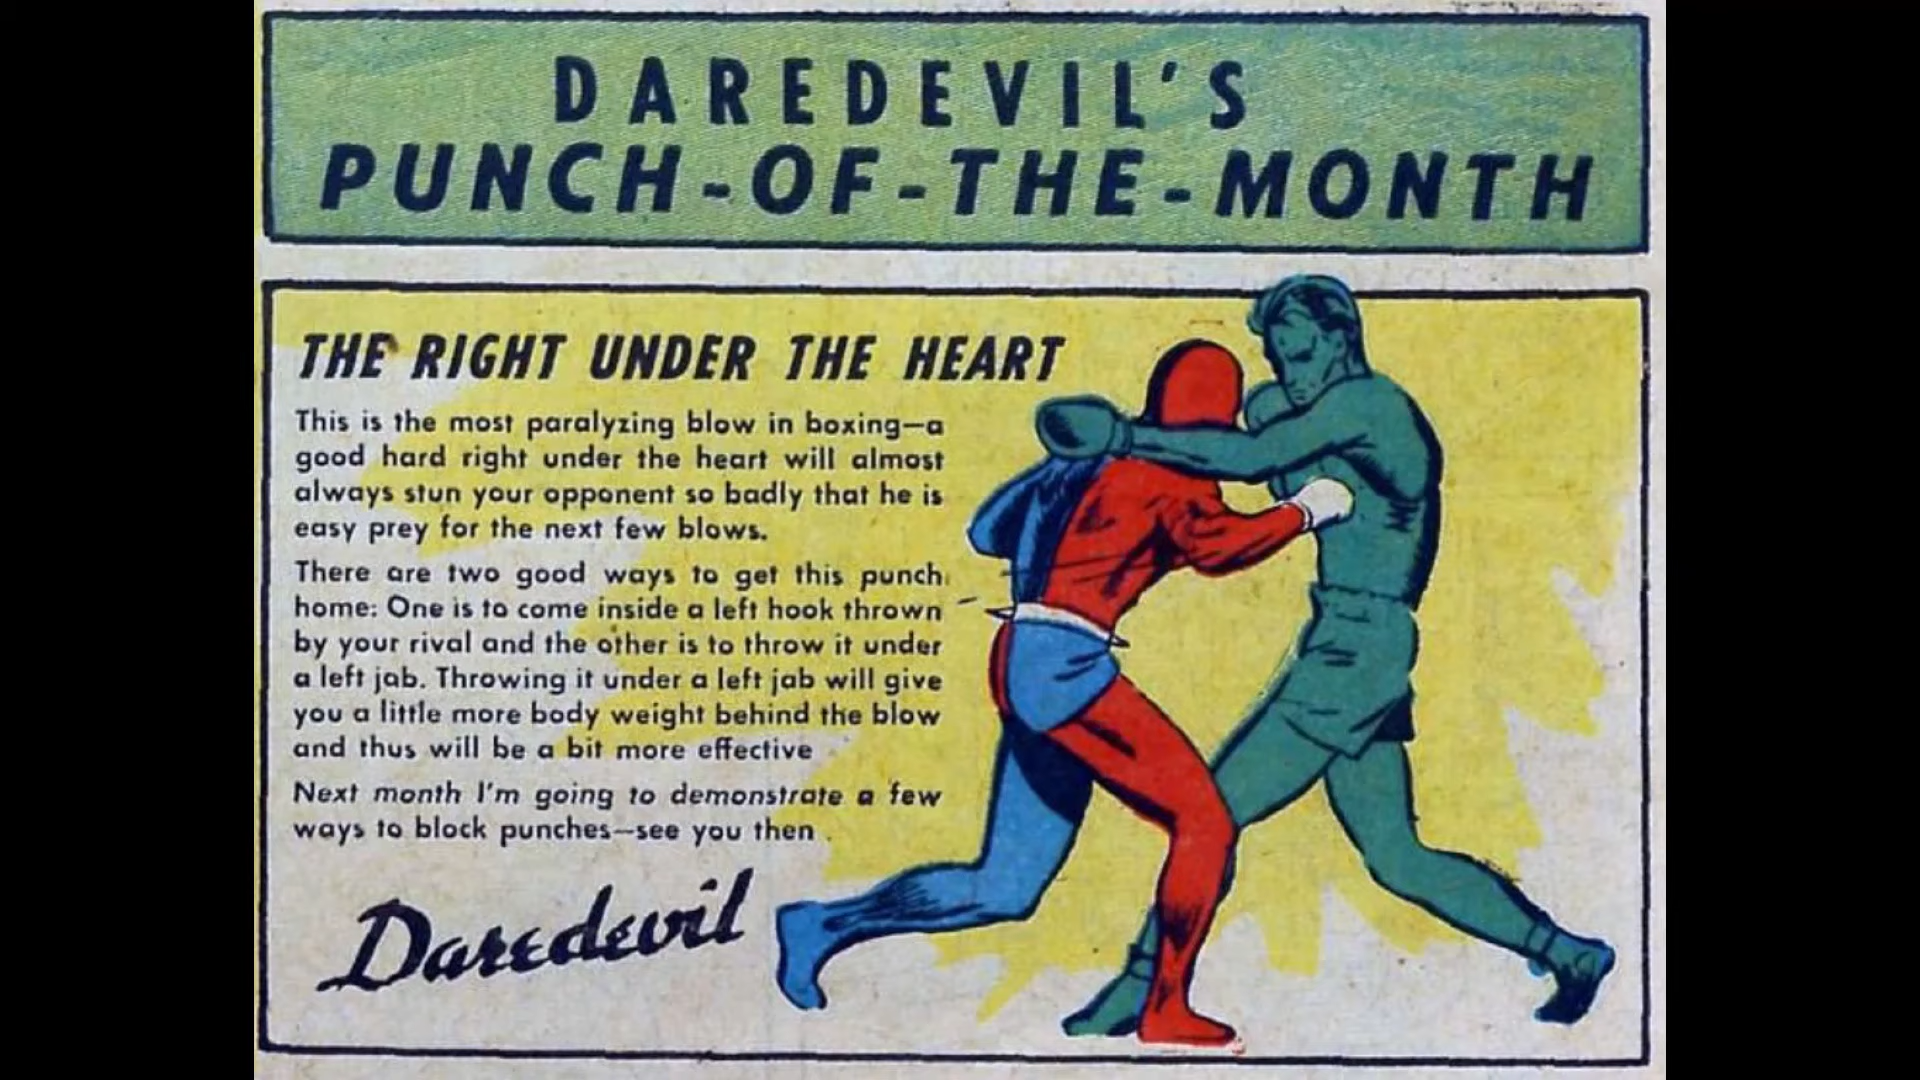 DAREDEVIL'S
PUNCH-OF-THE-MONTH
THE RIGHT UNDER THE HEART
This is the most paralyzing blow in boxing—a
good hard right under the heart will almost
always stun your opponent so badly that he is
easy prey for the next few blows.
There are two good ways to get this punch
home: One is to come inside a left hook thrown
by your rival and the other is to throw it under
a left jab. Throwing it under a left jab will give
you a little more body weight behind the blow
and thus will be a bit more effective
Next month I'm going to demonstrate a few
ways to block punches—see you then.
Daredevil